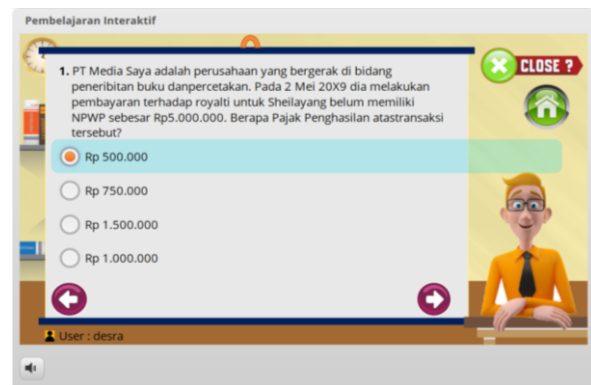 Pembelajaran Interaktif
1. PT Media Saya adalah perusahaan yang bergerak di bidang
peneribitan buku danpercetakan. Pada 2 Mei 20X9 dia melakukan
pembayaran terhadap royalti untuk Sheilayang belum memiliki
NPWP sebesar Rp5.000.000. Berapa Pajak Penghasilan atastransaksi
tersebut?
Rp 500.000
Rp 750.000
Rp 1.500.000
Rp 1.000.000
CLOSE ?
User : desra